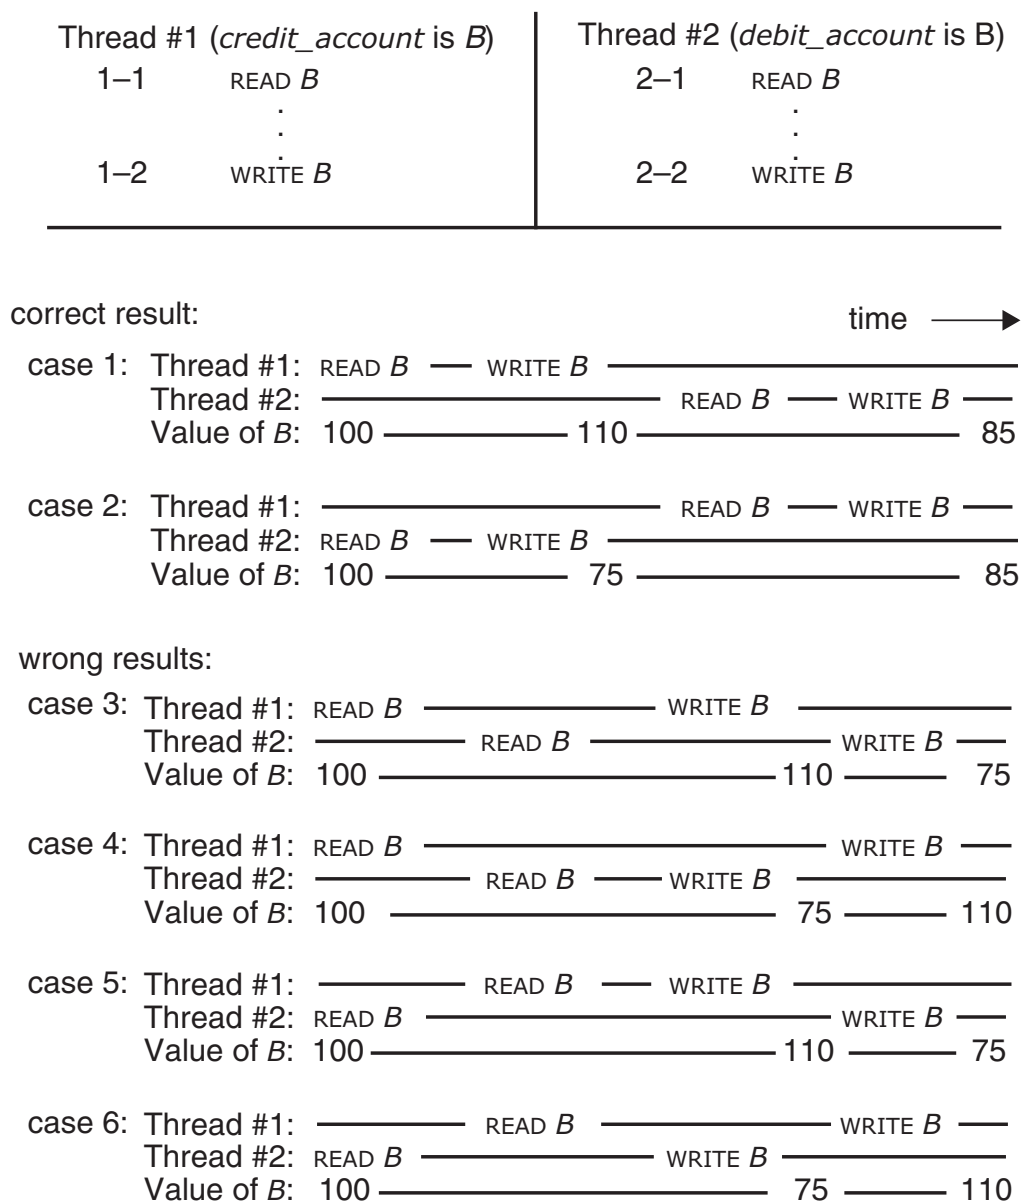 Thread #1 (credit_account is B) Thread #2 (debit_account is B)
1–1 READ B 2–1 READ B
. .
. .
. .
1–2 WRITE B 2–2 WRITE B
correct result: time
case 1: Thread #1: READ B WRITE B
Thread #2: READ B WRITE B
Value of B: 100 110 85
case 2: Thread #1: READ B WRITE B
Thread #2: READ B WRITE B
Value of B: 100 75 85
wrong results:
case 3: Thread #1: READ B WRITE B
Thread #2: READ B WRITE B
Value of B: 100 110 75
case 4: Thread #1: READ B WRITE B
Thread #2: READ B WRITE B
Value of B: 100 75 110
case 5: Thread #1: READ B WRITE B
Thread #2: READ B WRITE B
Value of B: 100 110 75
case 6: Thread #1: READ B WRITE B
Thread #2: READ B WRITE B
Value of B: 100 75 110